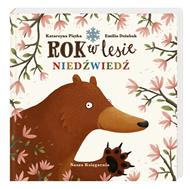 Katarzyna Piętka Emilia Dziubak
ROK w lesie
NIEDŹWIEDŹ
Nasza Księgarnia